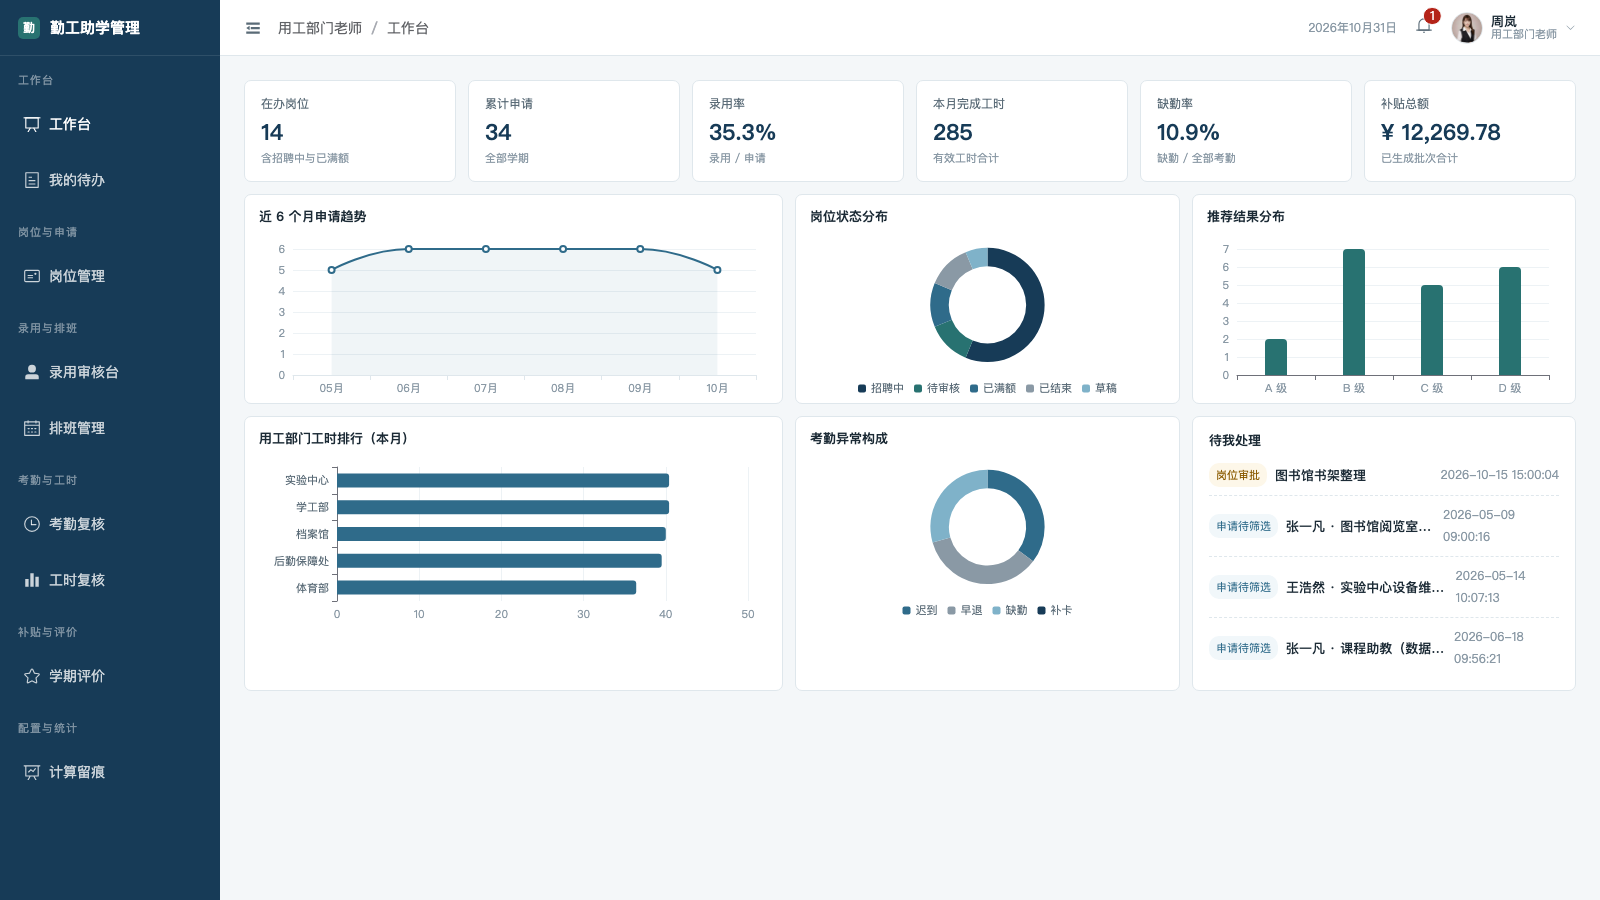 勤 勤工助学管理
用工部门老师 / 工作台
2026年10月31日
1
周岚
用工部门老师
工作台
工作台
我的待办
岗位与申请
岗位管理
录用与排班
录用审核台
排班管理
考勤与工时
考勤复核
工时复核
补贴与评价
学期评价
配置与统计
计算留痕
在办岗位
14
含招聘中与已满额
累计申请
34
全部学期
录用率
35.3%
录用 / 申请
本月完成工时
285
有效工时合计
缺勤率
10.9%
缺勤 / 全部考勤
补贴总额
¥ 12,269.78
已生成批次合计
近 6 个月申请趋势
6
5
4
3
2
1
0
05月 06月 07月 08月 09月 10月
岗位状态分布
招聘中 待审核 已满额 已结束 草稿
推荐结果分布
7
6
5
4
3
2
1
0
A 级 B 级 C 级 D 级
用工部门工时排行（本月）
实验中心
学工部
档案馆
后勤保障处
体育部
0 10 20 30 40 50
考勤异常构成
迟到 早退 缺勤 补卡
待我处理
岗位审批 图书馆书架整理 2026-10-15 15:00:04
申请待筛选 张一凡 · 图书馆阅览室... 2026-05-09
09:00:16
申请待筛选 王浩然 · 实验中心设备维... 2026-05-14
10:07:13
申请待筛选 张一凡 · 课程助教（数据... 2026-06-18
09:56:21